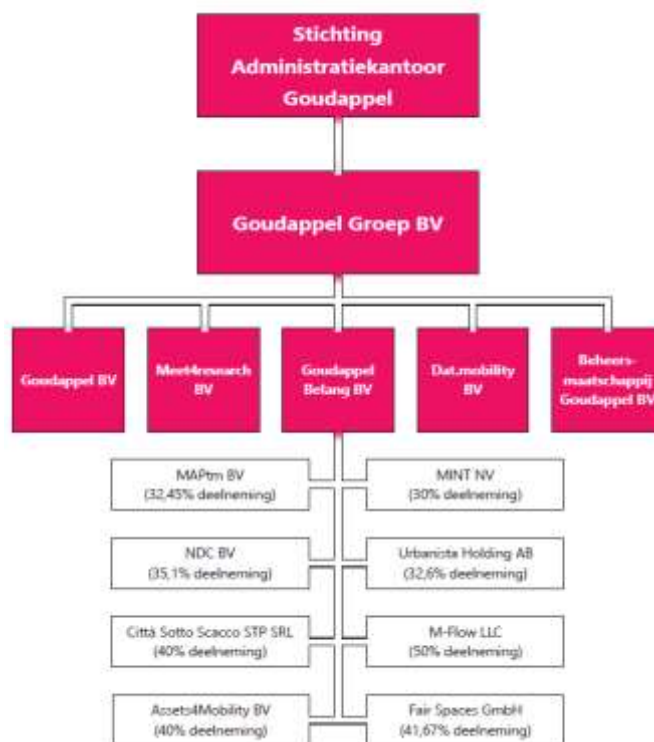 Stichting
Administratiekantoor
Goudappel
Goudappel Groep BV
Goudappel BV
Meet4research
BV
Goudappel
Belang BV
Dat.mobility
BV
Beheers-
maatschappij
Goudappel BV
MAPtm BV
(32,45% deelneming)
MINT NV
(30% deelneming)
NDC BV
(35,1% deelneming)
Urbanista Holding AB
(32,6% deelneming)
Città Sotto Scacco STP SRL
(40% deelneming)
M-Flow LLC
(50% deelneming)
Assets4Mobility BV
(40% deelneming)
Fair Spaces GmbH
(41,67% deelneming)